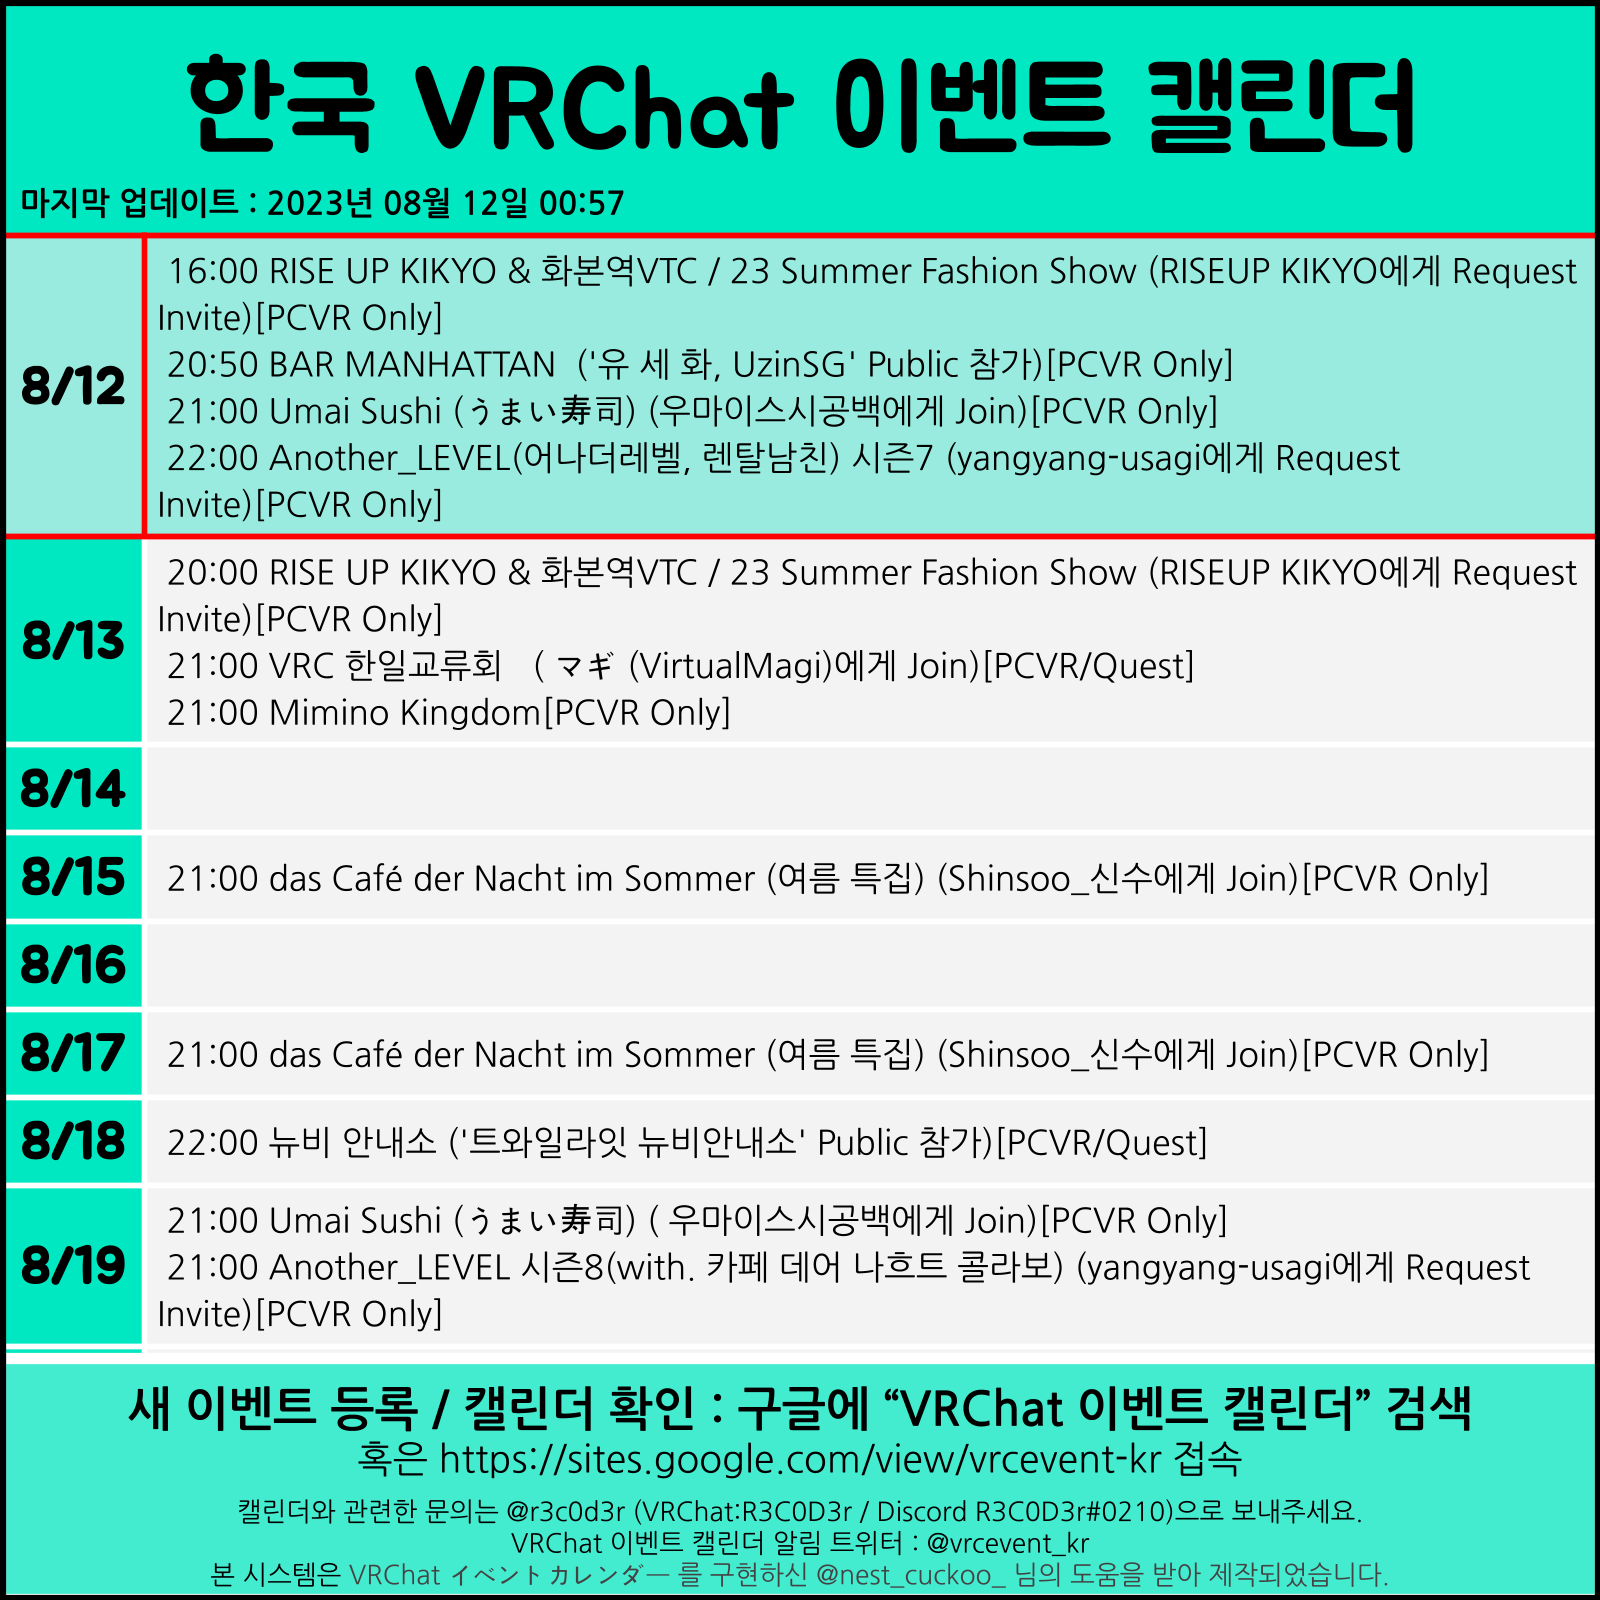 한국 VRChat 이벤트 캘린더
마지막 업데이트 : 2023년 08월 12일 00:57
8/12
16:00 RISE UP KIKYO & 화본역VTC / 23 Summer Fashion Show (RISEUP KIKYO에게 Request
Invite)[PCVR Only]
20:50 BAR MANHATTAN ('유 세 화, UzinSG' Public 참가)[PCVR Only]
21:00 Umai Sushi (うまい寿司) (우마이스시공백에게 Join)[PCVR Only]
22:00 Another_LEVEL(어나더레벨, 렌탈남친) 시즌7 (yangyang-usagi에게 Request
Invite)[PCVR Only]
8/13
20:00 RISE UP KIKYO & 화본역VTC / 23 Summer Fashion Show (RISEUP KIKYO에게 Request
Invite)[PCVR Only]
21:00 VRC 한일교류회 ( マギ (VirtualMagi)에게 Join)[PCVR/Quest]
21:00 Mimino Kingdom[PCVR Only]
8/14
8/15
21:00 das Café der Nacht im Sommer (여름 특집) (Shinsoo_신수에게 Join)[PCVR Only]
8/16
8/17
21:00 das Café der Nacht im Sommer (여름 특집) (Shinsoo_신수에게 Join)[PCVR Only]
8/18
22:00 뉴비 안내소 ('트와일라잇 뉴비안내소' Public 참가)[PCVR/Quest]
8/19
21:00 Umai Sushi (うまい寿司) ( 우마이스시공백에게 Join)[PCVR Only]
21:00 Another_LEVEL 시즌8(with. 카페 데어 나흐트 콜라보) (yangyang-usagi에게 Request
Invite)[PCVR Only]
새 이벤트 등록 / 캘린더 확인 : 구글에 “VRChat 이벤트 캘린더” 검색
혹은 https://sites.google.com/view/vrcevent-kr 접속
캘린더와 관련한 문의는 @r3c0d3r (VRChat:R3C0D3r / Discord R3C0D3r#0210)으로 보내주세요.
VRChat 이벤트 캘린더 알림 트위터 : @vrcevent_kr
본 시스템은 VRChat イベントカレンダー 를 구현하신 @nest_cuckoo_ 님의 도움을 받아 제작되었습니다.